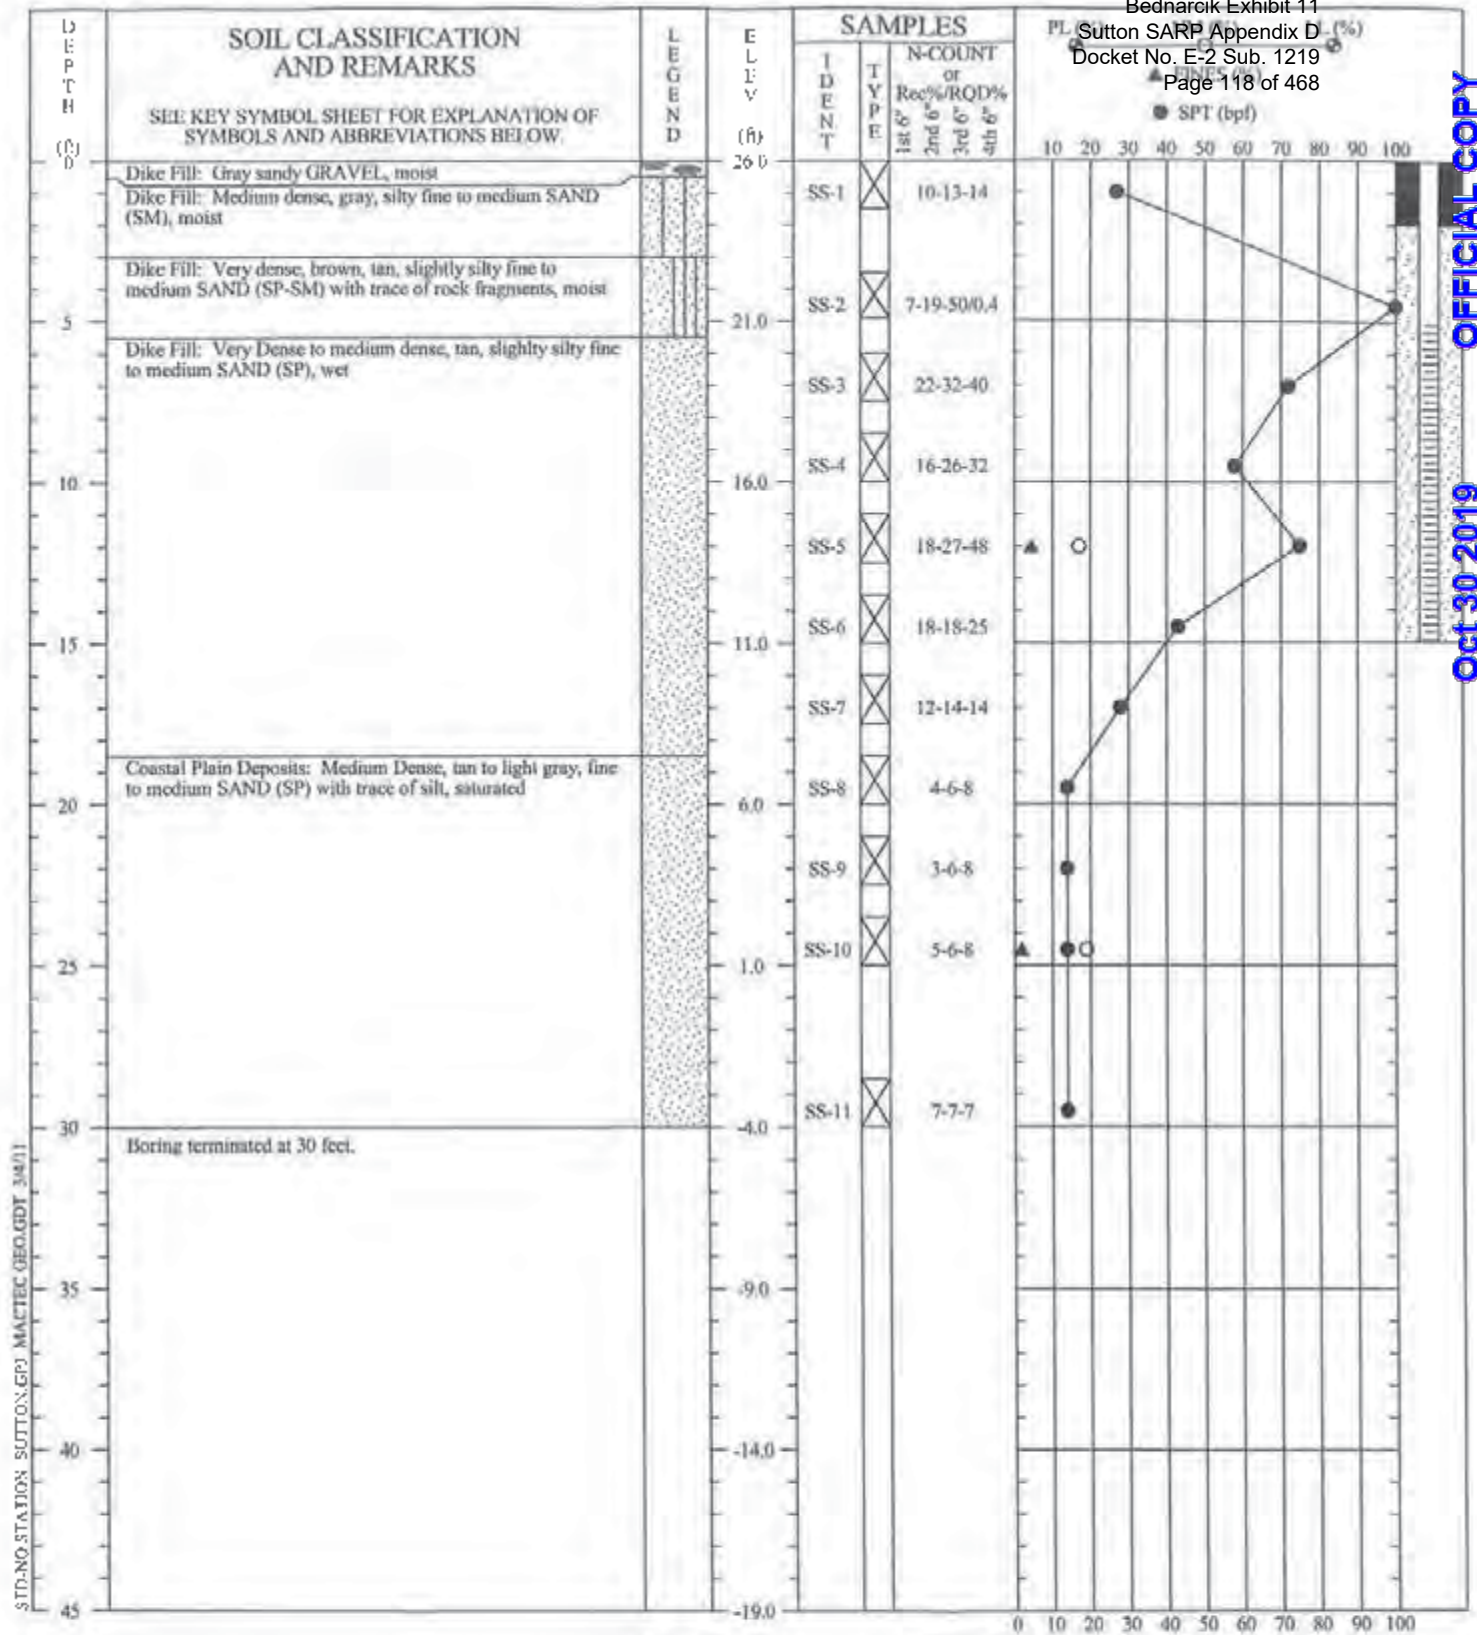 Bednarcik Exhibit 11
Sutton SARP Appendix D
Docket No. E-2 Sub. 1219
Page 118 of 468
OFFICIAL COPY
Oct 30 2019
DEPTH
(ft)
SOIL CLASSIFICATION
AND REMARKS
SEE KEY SYMBOL SHEET FOR EXPLANATION OF
SYMBOLS AND ABBREVIATIONS BELOW.
LEGEND
ELEV
(ft)
SAMPLES
IDENT
TYPE
N-COUNT
or
Rec%/RQD%
1st 6"
2nd 6"
3rd 6"
4th 6"
PL (%)
LL (%)
▲ FINES (%)
● SPT (bpf)
10 20 30 40 50 60 70 80 90 100
0
Dike Fill: Gray sandy GRAVEL, moist
26.0
Dike Fill: Medium dense, gray, silty fine to medium SAND
(SM), moist
SS-1 10-13-14
Dike Fill: Very dense, brown, tan, slightly silty fine to
medium SAND (SP-SM) with trace of rock fragments, moist
SS-2 7-19-50/0.4
5 21.0
Dike Fill: Very Dense to medium dense, tan, slighlty silty fine
to medium SAND (SP), wet
SS-3 22-32-40
SS-4 16-26-32
10 16.0
SS-5 18-27-48
SS-6 18-18-25
15 11.0
SS-7 12-14-14
Coastal Plain Deposits: Medium Dense, tan to light gray, fine
to medium SAND (SP) with trace of silt, saturated
SS-8 4-6-8
20 6.0
SS-9 3-6-8
SS-10 5-6-8
25 1.0
SS-11 7-7-7
30 -4.0
Boring terminated at 30 feet.
35 -9.0
40 -14.0
45 -19.0
0 10 20 30 40 50 60 70 80 90 100
STD-NO STATION SUTTON.GPJ MACTEC GEO.GDT 3/4/11